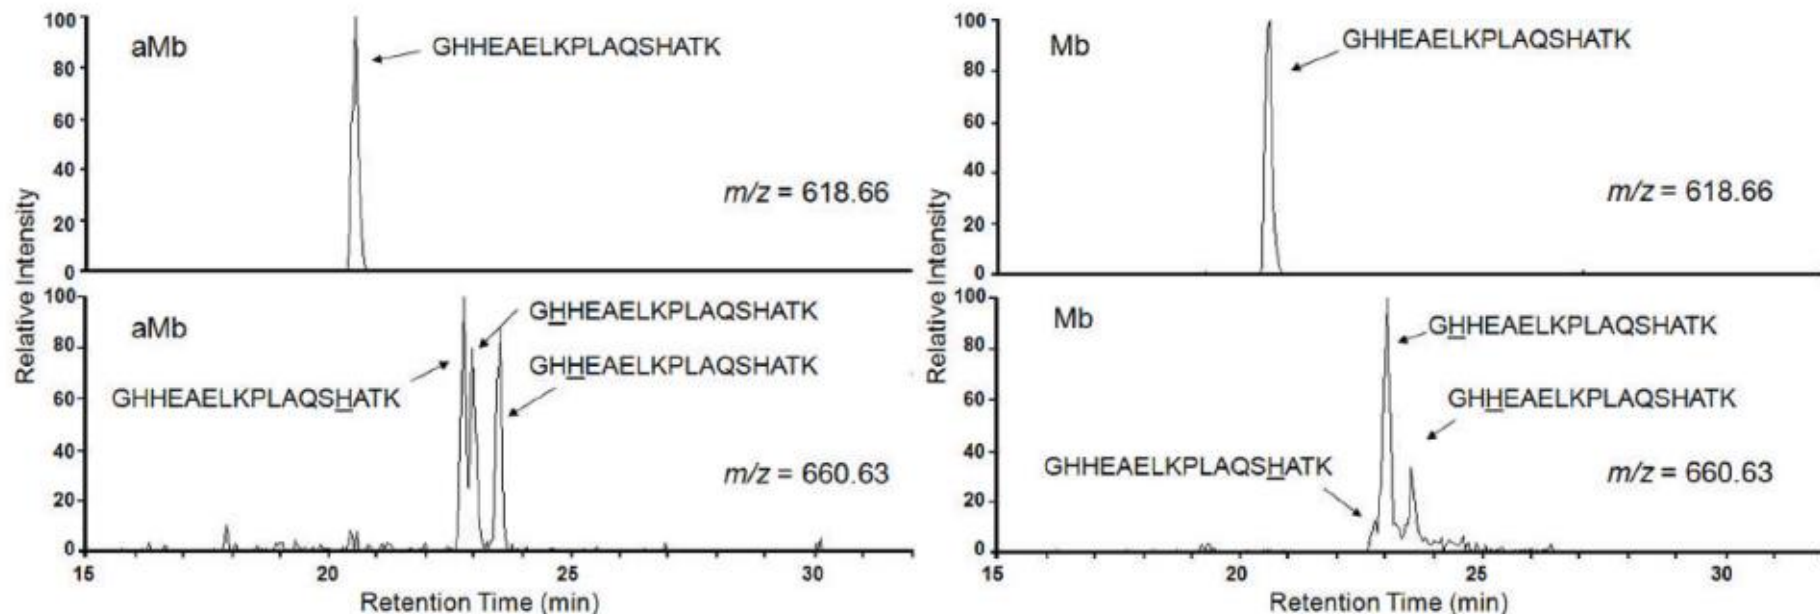 100
aMb
GHHEAELKPLAQSHATK
80
60
40
m/z = 618.66
20
0
Relative Intensity
100
aMb
GHHEAELKPLAQSHATK
80
GHHEAELKPLAQSHATK
60
GHHEAELKPLAQSHATK
40
m/z = 660.63
20
0
15
20
25
30
Retention Time (min)
100
Mb
GHHEAELKPLAQSHATK
80
60
40
m/z = 618.66
20
0
Relative Intensity
100
Mb
GHHEAELKPLAQSHATK
80
60
GHHEAELKPLAQSHATK
40
GHHEAELKPLAQSHATK
m/z = 660.63
20
0
15
20
25
30
Retention Time (min)